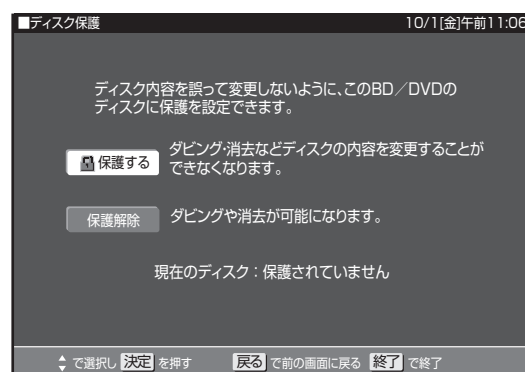 ■ディスク保護 10/1[金]午前11:06
ディスク内容を誤って変更しないように、このBD／DVDの
ディスクに保護を設定できます。
保護する ダビング・消去などディスクの内容を変更することが
できなくなります。
保護解除 ダビングや消去が可能になります。
現在のディスク：保護されていません
で選択し 決定 を押す 戻る で前の画面に戻る 終了 で終了